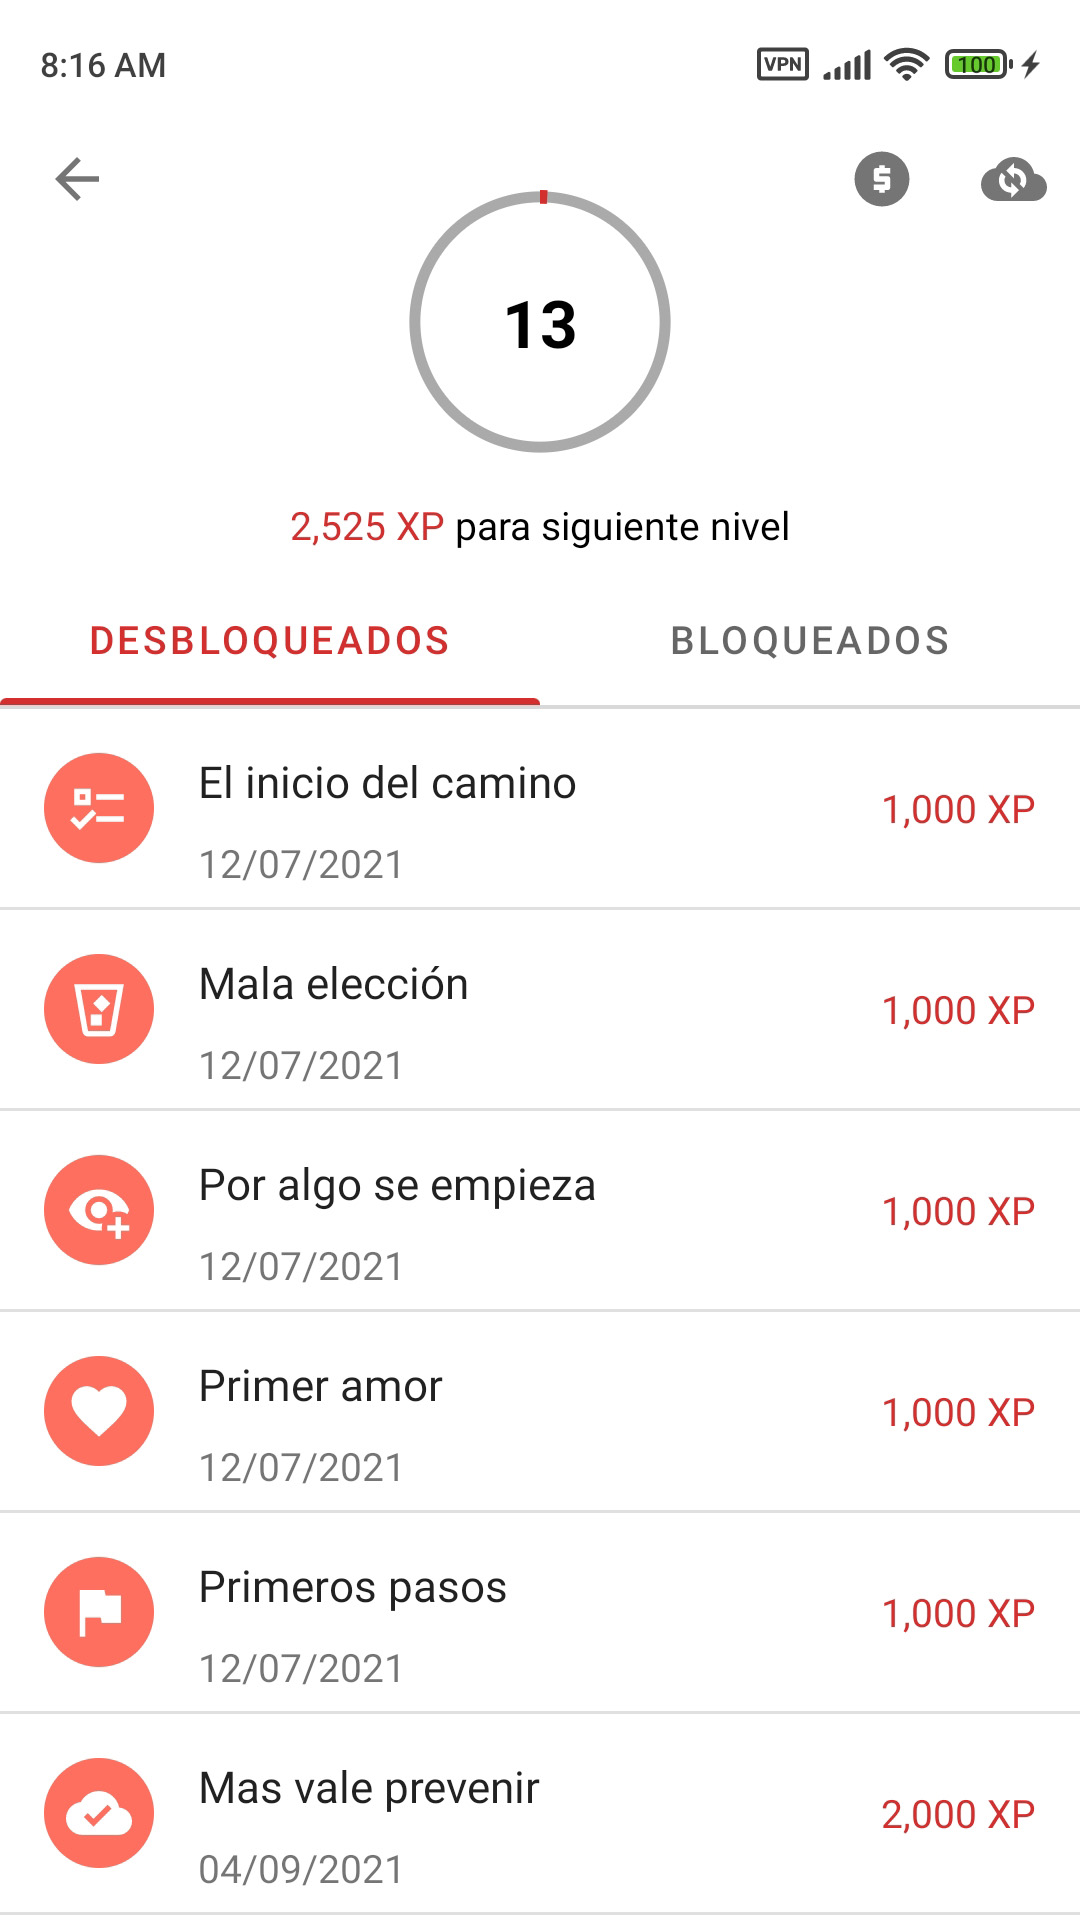 8:16 AM
VPN
100
13
2,525 XP para siguiente nivel
DESBLOQUEADOS
BLOQUEADOS
El inicio del camino
12/07/2021
1,000 XP
Mala elección
12/07/2021
1,000 XP
Por algo se empieza
12/07/2021
1,000 XP
Primer amor
12/07/2021
1,000 XP
Primeros pasos
12/07/2021
1,000 XP
Mas vale prevenir
04/09/2021
2,000 XP